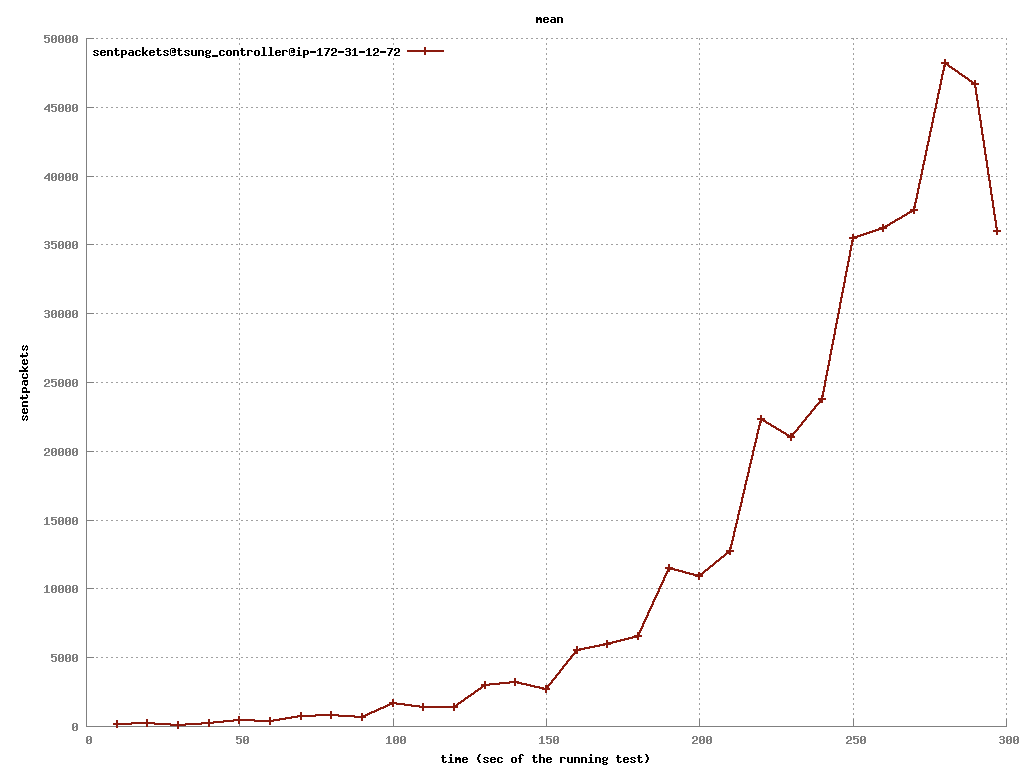 mean
50000
sentpackets@tsung_controller@ip-172-31-12-72
45000
40000
35000
30000
25000
20000
15000
10000
5000
0
sentpackets
0 50 100 150 200 250 300
time (sec of the running test)